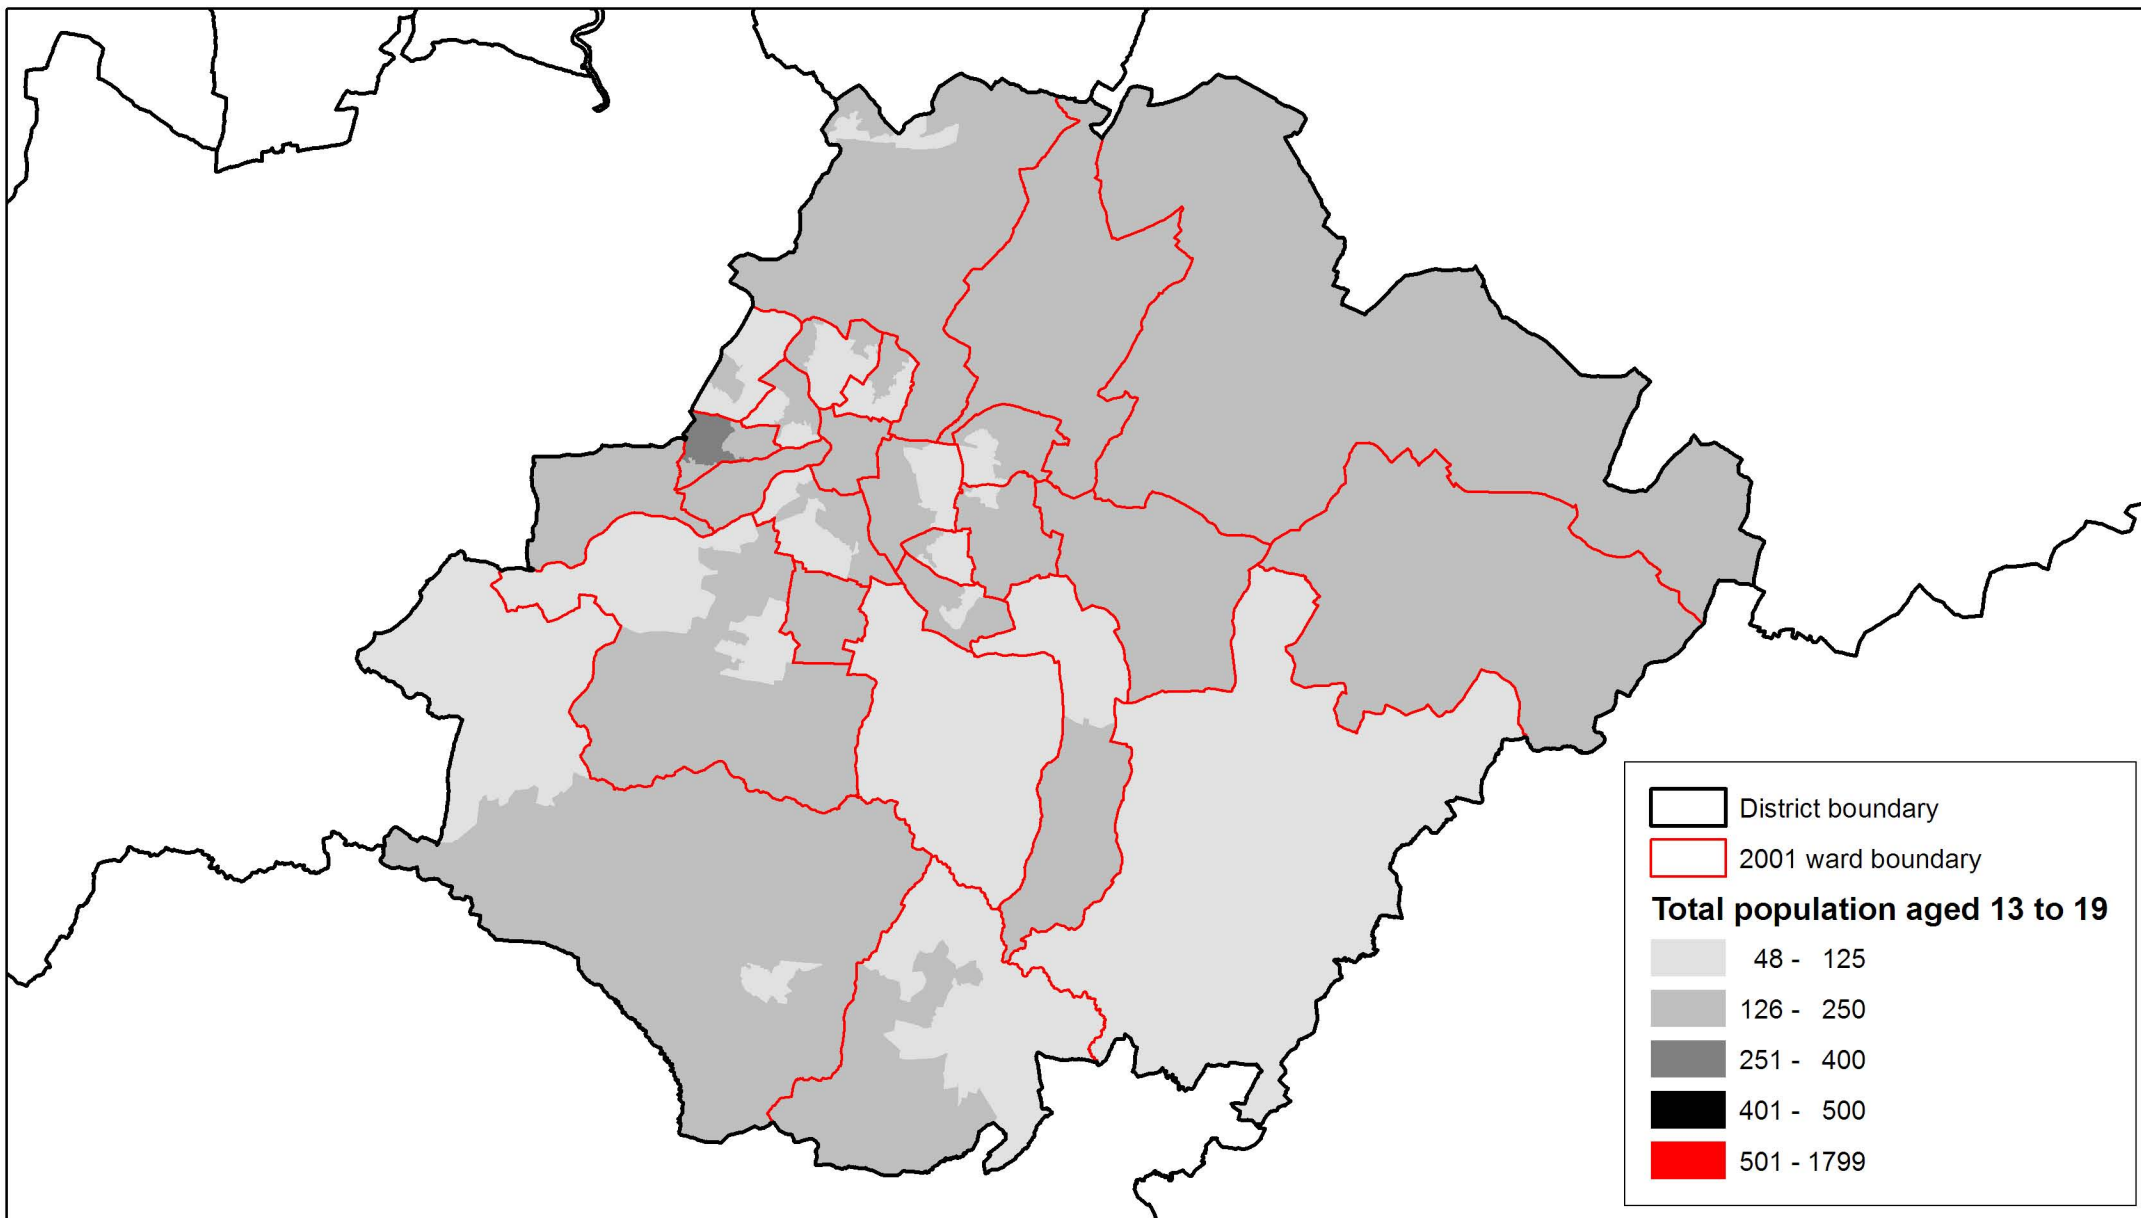 District boundary
2001 ward boundary
Total population aged 13 to 19
48 - 125
126 - 250
251 - 400
401 - 500
501 - 1799